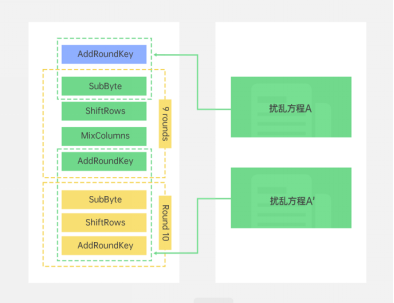 AddRoundKey
SubByte
ShiftRows
MixColumns
AddRoundKey
9 rounds
SubByte
ShiftRows
AddRoundKey
Round 10
扰乱方程A
扰乱方程A'